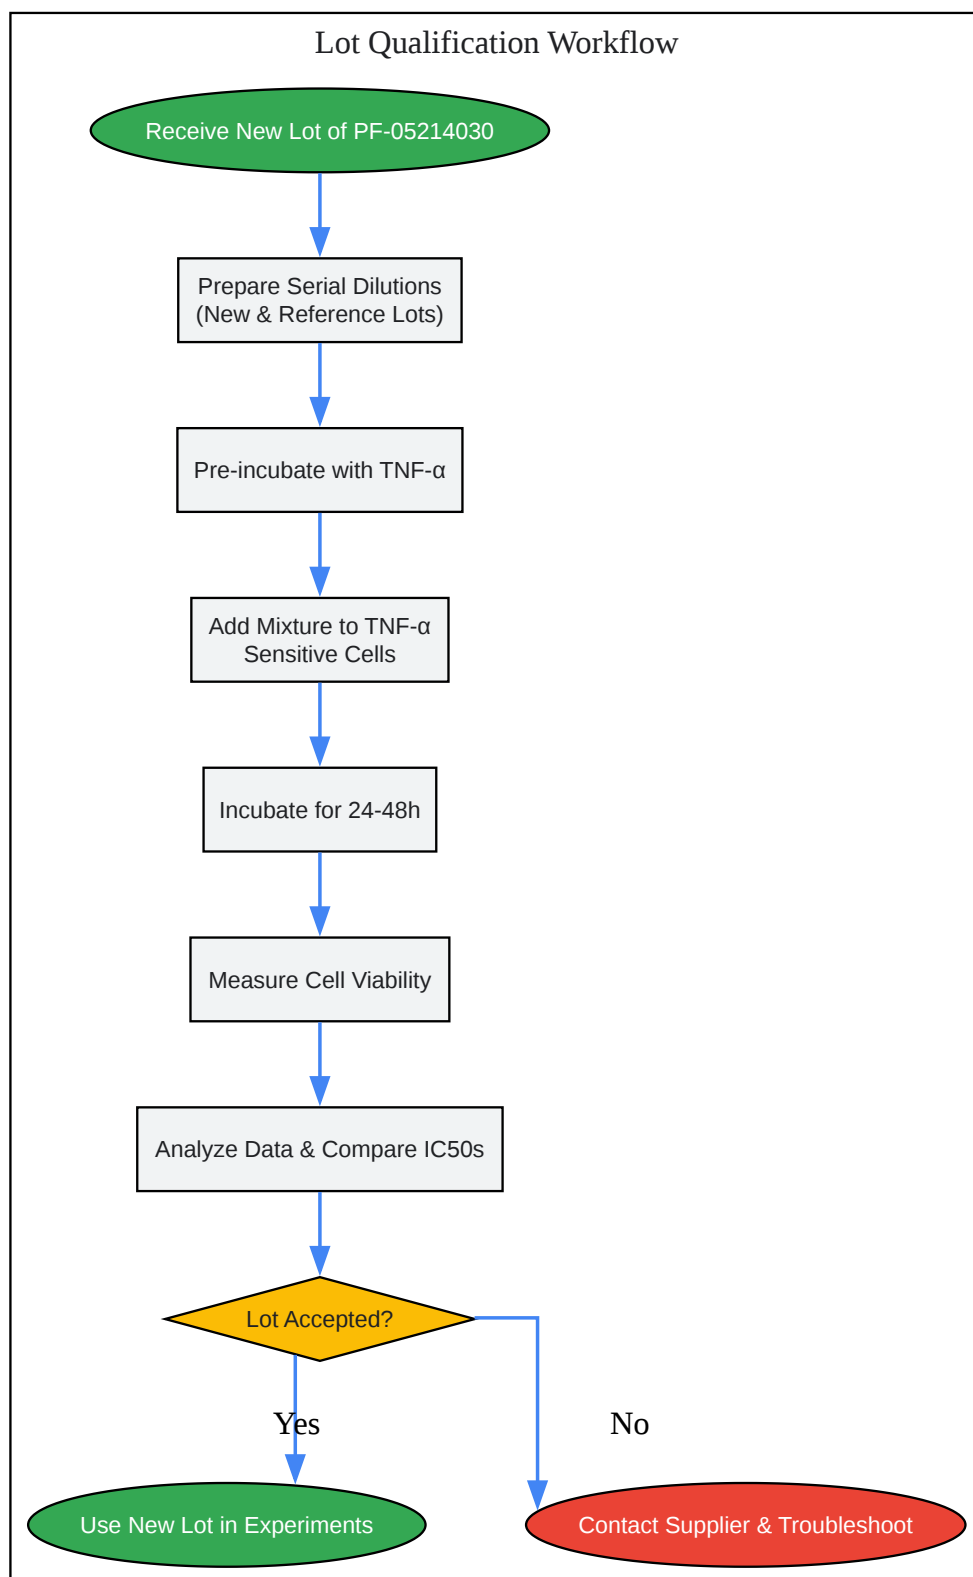 Lot Qualification Workflow
Receive New Lot of PF-05214030
Prepare Serial Dilutions
(New & Reference Lots)
Pre-incubate with TNF-α
Add Mixture to TNF-α
Sensitive Cells
Incubate for 24-48h
Measure Cell Viability
Analyze Data & Compare IC50s
Lot Accepted?
Yes
No
Use New Lot in Experiments
Contact Supplier & Troubleshoot